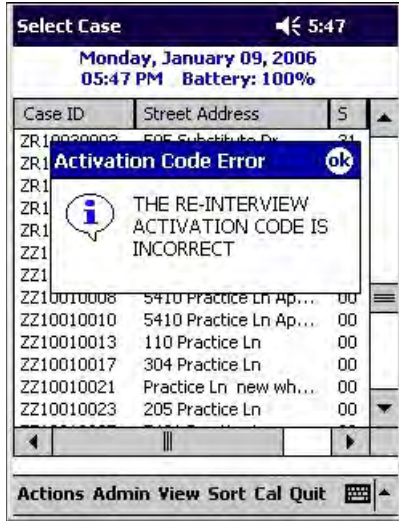 Select Case 5:47
Monday, January 09, 2006
05:47 PM Battery: 100%
Case ID Street Address S
Activation Code Error ok
THE RE-INTERVIEW
ACTIVATION CODE IS
INCORRECT
ZZ10010008 5410 Practice Ln Ap... 00
ZZ10010010 5410 Practice Ln Ap... 00
ZZ10010013 110 Practice Ln 00
ZZ10010017 304 Practice Ln 00
ZZ10010021 Practice Ln new wh... 00
ZZ10010023 205 Practice Ln 00
Actions Admin View Sort Cal Quit